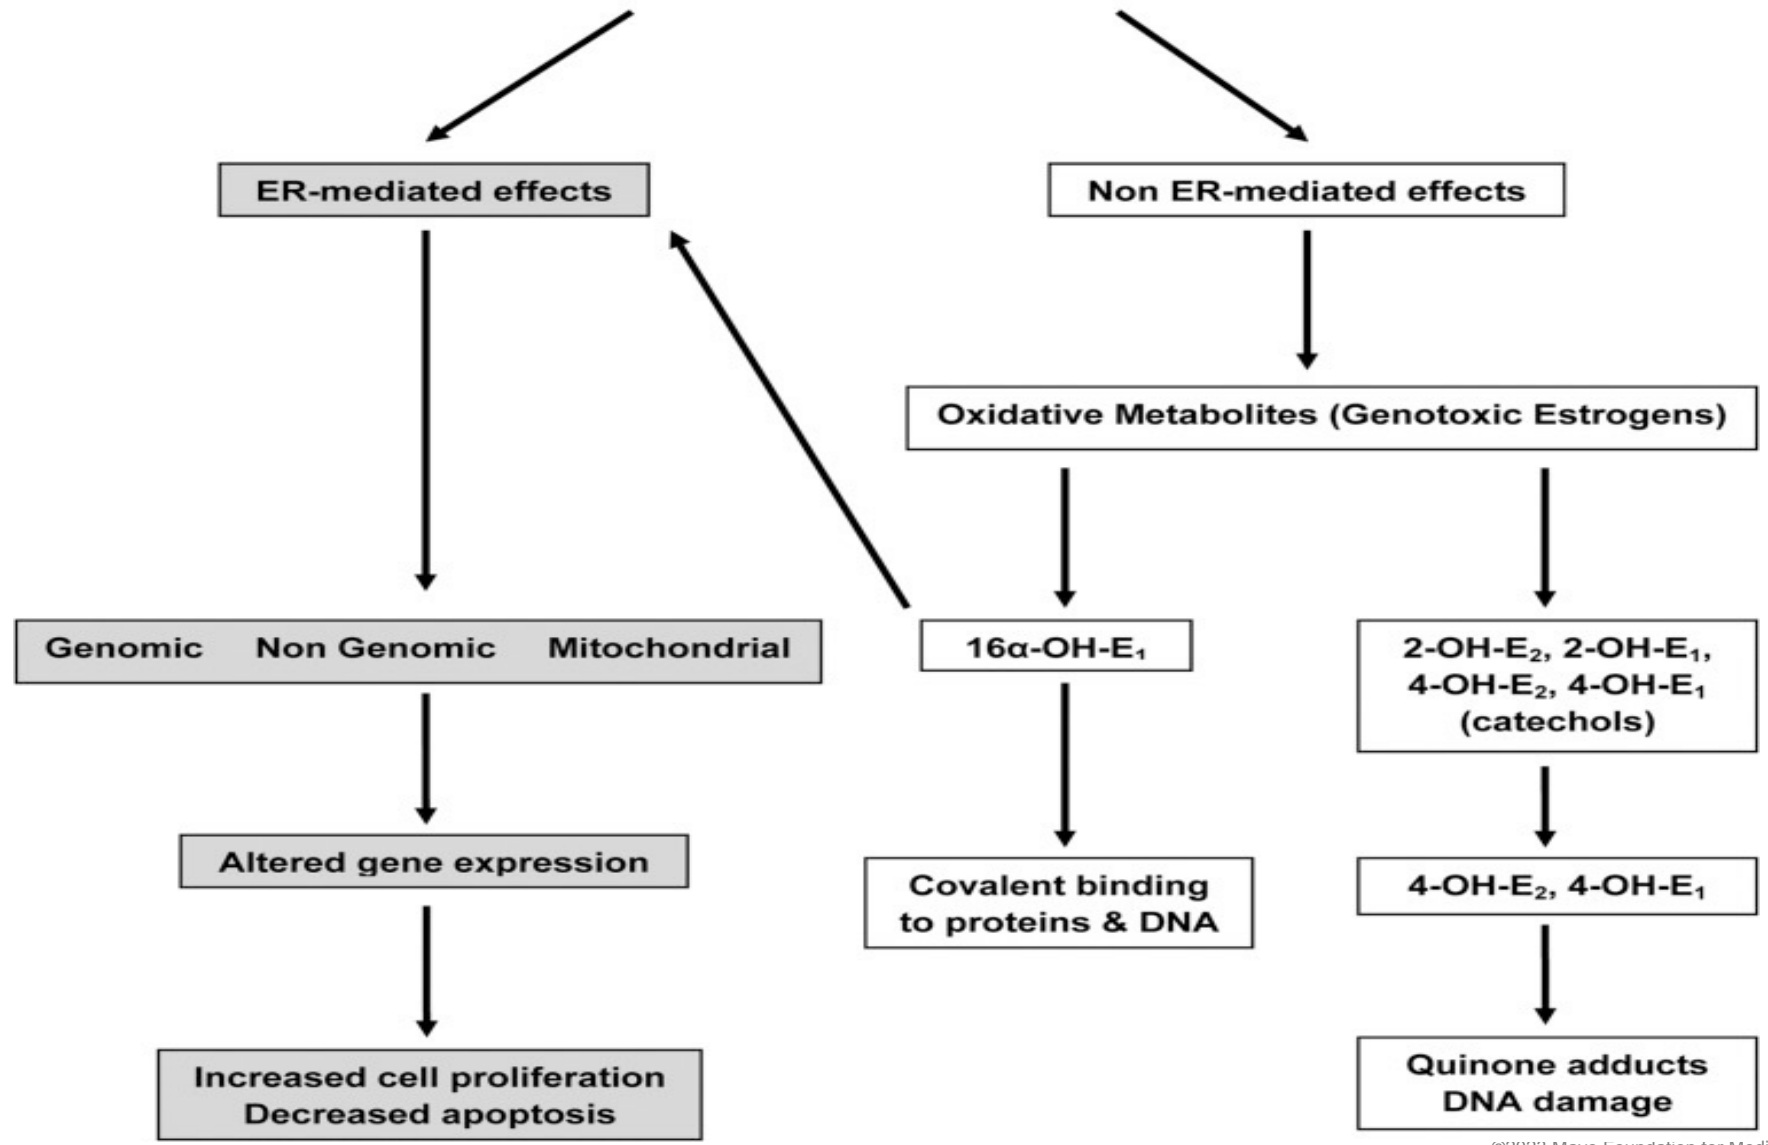 ER-mediated effects
Non ER-mediated effects
Oxidative Metabolites (Genotoxic Estrogens)
Genomic Non Genomic Mitochondrial
16α-OH-E₁
2-OH-E₂, 2-OH-E₁,
4-OH-E₂, 4-OH-E₁
(catechols)
Altered gene expression
Covalent binding
to proteins & DNA
4-OH-E₂, 4-OH-E₁
Increased cell proliferation
Decreased apoptosis
Quinone adducts
DNA damage